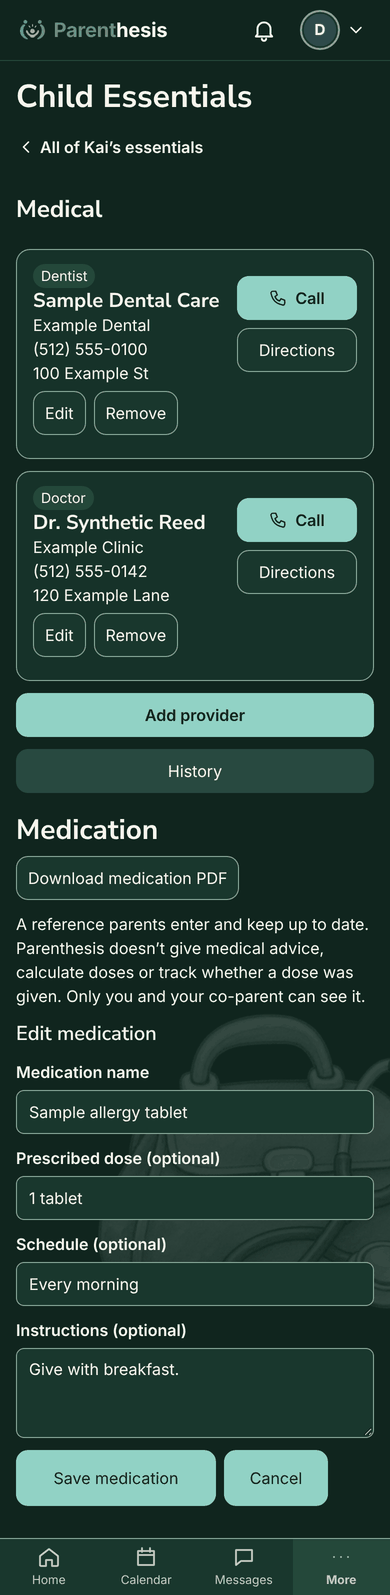 Parenthesis
D
Child Essentials
All of Kai's essentials
Medical
Dentist
Sample Dental Care
Example Dental
(512) 555-0100
100 Example St
Call
Directions
Edit
Remove
Doctor
Dr. Synthetic Reed
Example Clinic
(512) 555-0142
120 Example Lane
Call
Directions
Edit
Remove
Add provider
History
Medication
Download medication PDF
A reference parents enter and keep up to date.
Parenthesis doesn't give medical advice,
calculate doses or track whether a dose was
given. Only you and your co-parent can see it.
Edit medication
Medication name
Sample allergy tablet
Prescribed dose (optional)
1 tablet
Schedule (optional)
Every morning
Instructions (optional)
Give with breakfast.
Save medication
Cancel
Home
Calendar
Messages
More